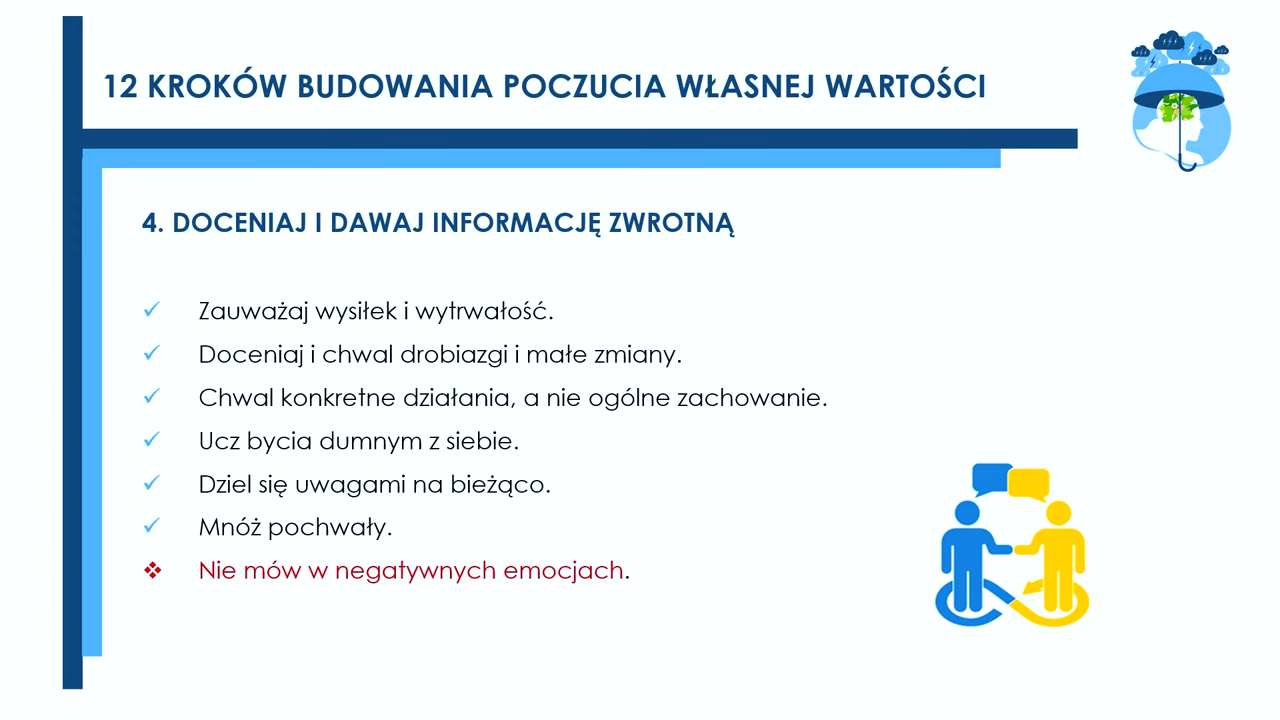 12 KROKÓW BUDOWANIA POCZUCIA WŁASNEJ WARTOŚCI
4. DOCENIAJ I DAWAJ INFORMACJĘ ZWROTNĄ
Zauważaj wysiłek i wytrwałość.
Doceniaj i chwal drobiazgi i małe zmiany.
Chwal konkretne działania, a nie ogólne zachowanie.
Ucz bycia dumnym z siebie.
Dziel się uwagami na bieżąco.
Mnóż pochwały.
Nie mów w negatywnych emocjach.